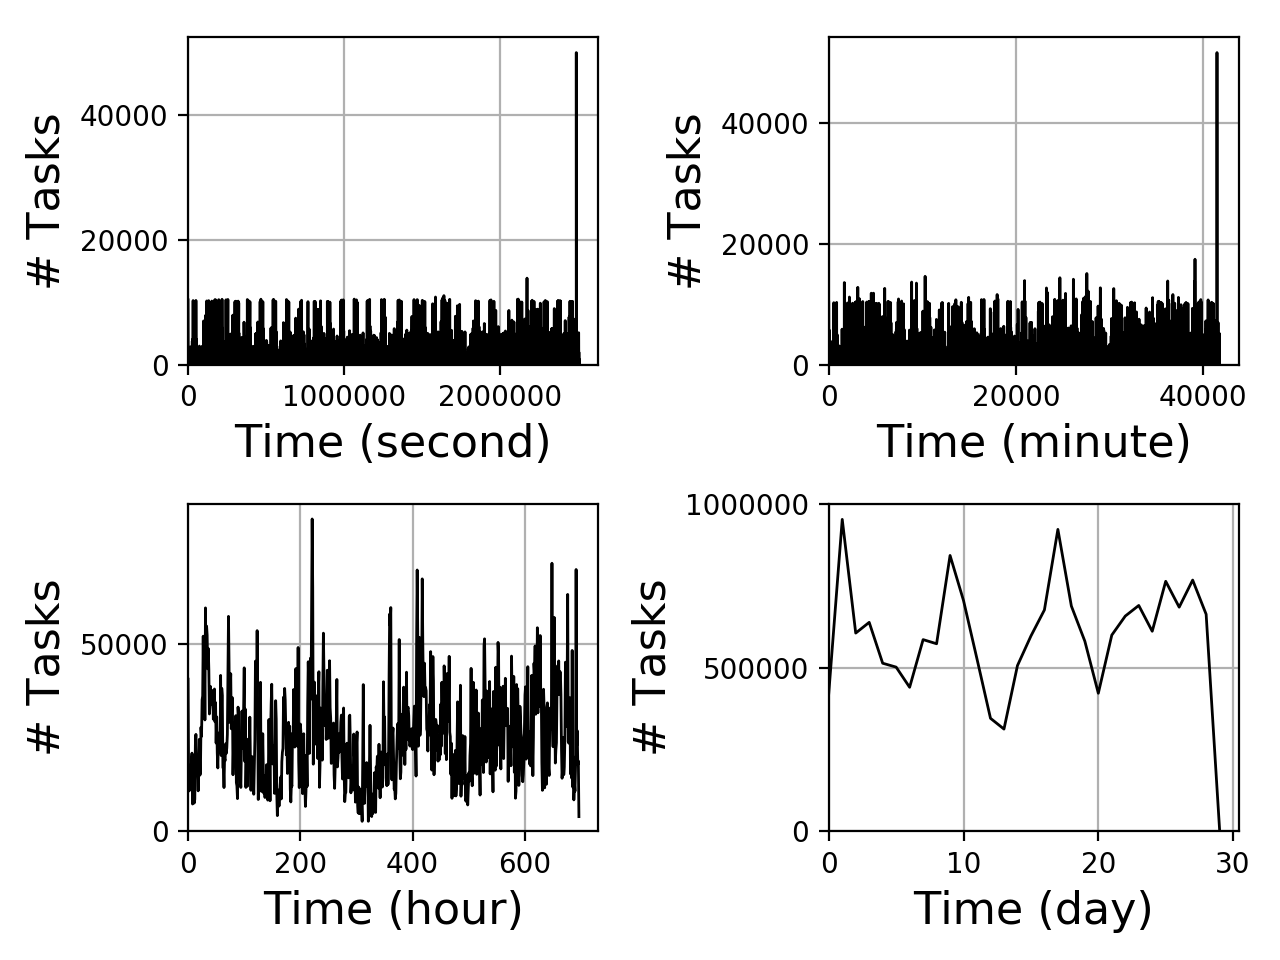 # Tasks
40000
20000
0
0 1000000 2000000
Time (second)
# Tasks
40000
20000
0
0 20000 40000
Time (minute)
# Tasks
50000
0
0 200 400 600
Time (hour)
# Tasks
1000000
500000
0
0 10 20 30
Time (day)